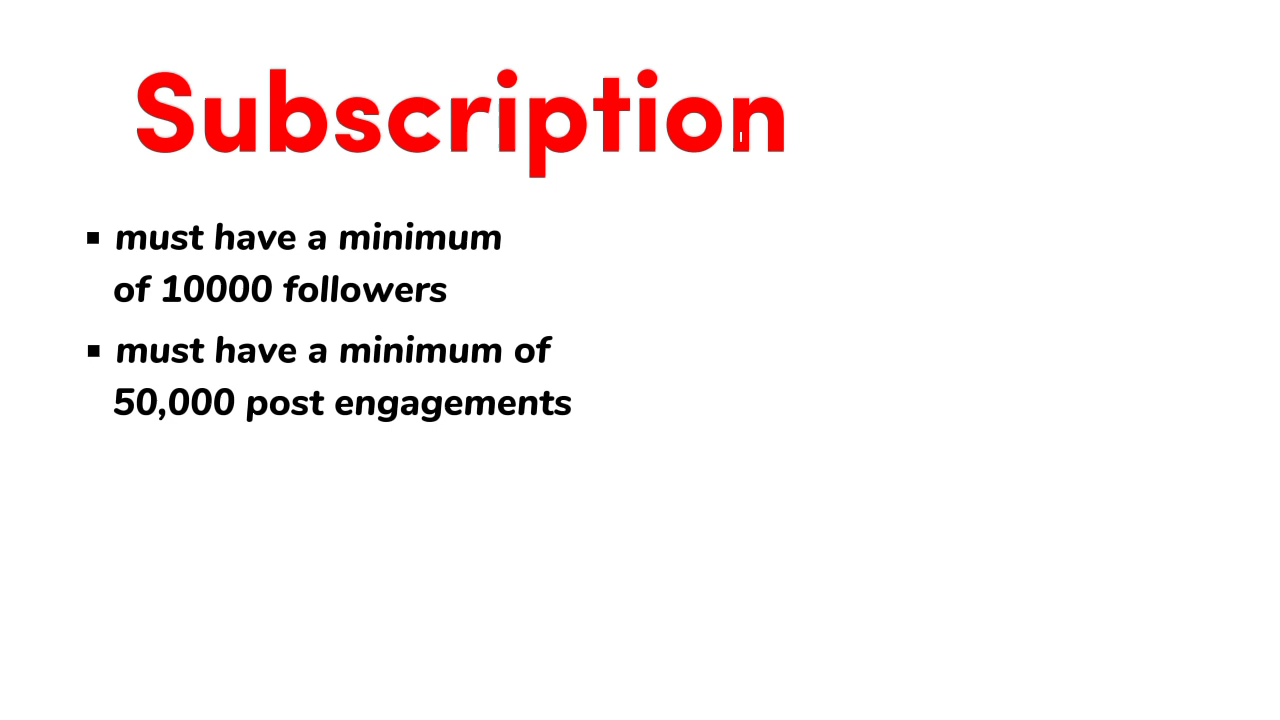 Subscription
▪ must have a minimum
of 10000 followers
▪ must have a minimum of
50,000 post engagements